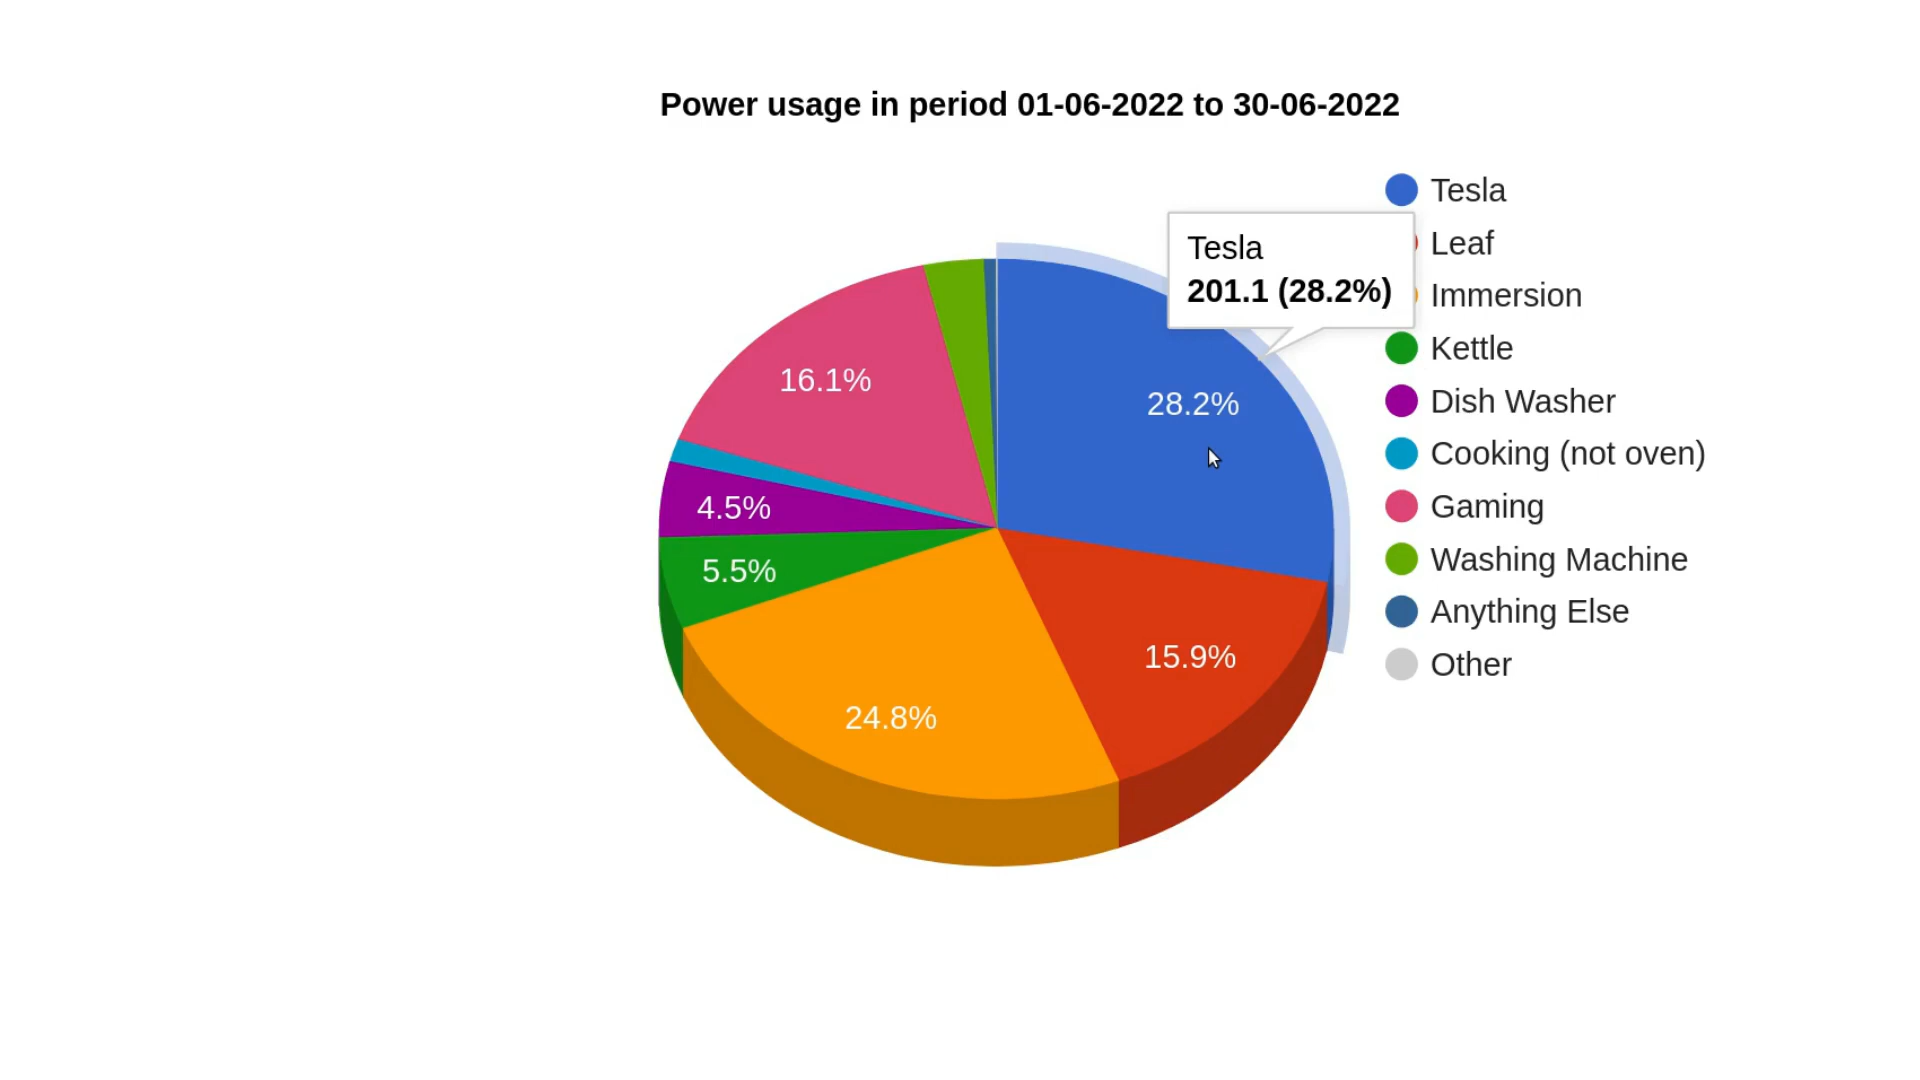 Power usage in period 01-06-2022 to 30-06-2022
Tesla
Leaf
Immersion
Kettle
Dish Washer
Cooking (not oven)
Gaming
Washing Machine
Anything Else
Other
Tesla
201.1 (28.2%)
28.2%
15.9%
24.8%
5.5%
4.5%
16.1%